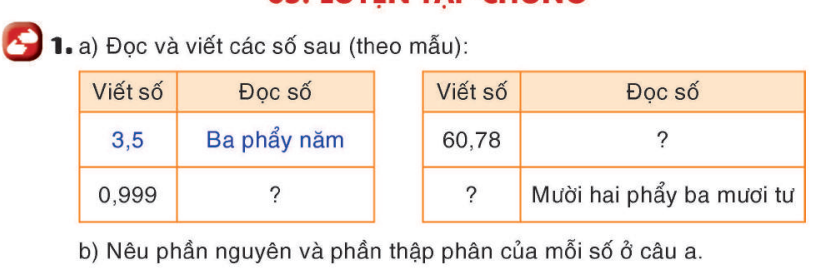 1. a) Đọc và viết các số sau (theo mẫu):
Viết số Đọc số
3,5 Ba phẩy năm
0,999 ?
Viết số Đọc số
60,78 ?
? Mười hai phẩy ba mươi tư
b) Nêu phần nguyên và phần thập phân của mỗi số ở câu a.